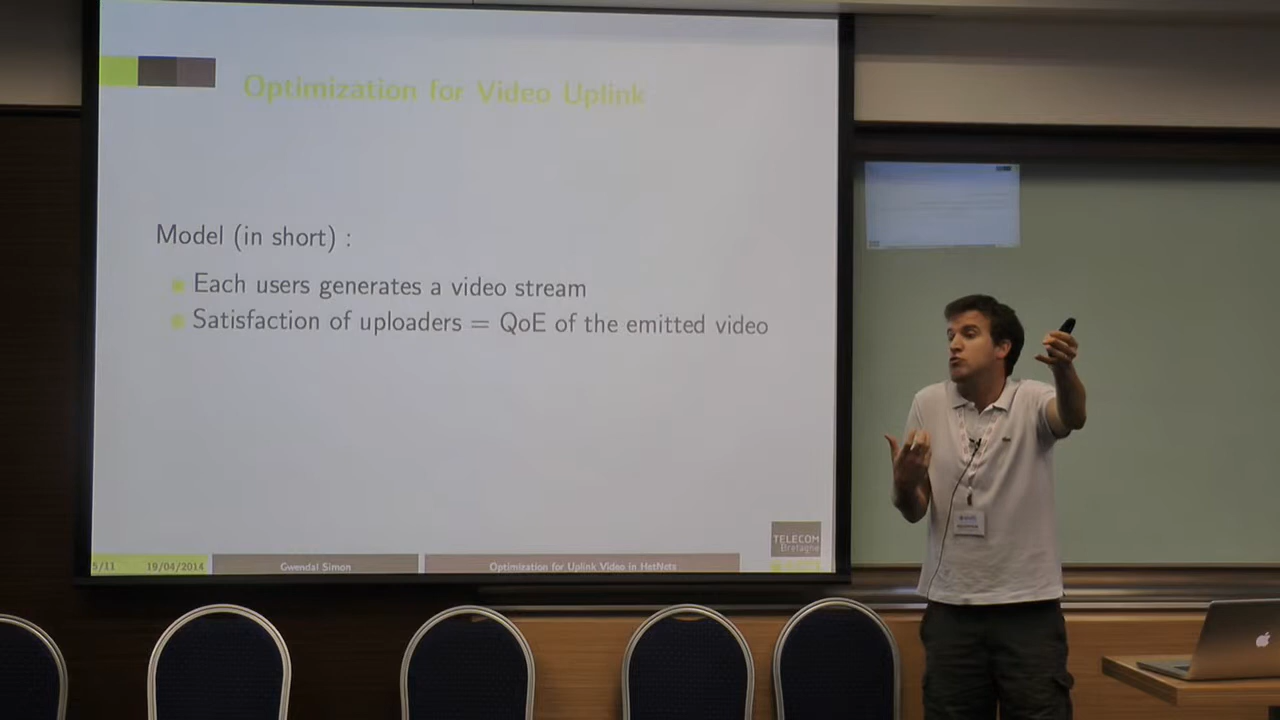 Optimization for Video Uplink
Model (in short) :
Each users generates a video stream
Satisfaction of uploaders = QoE of the emitted video
TELECOM
Bretagne
5/11 19/04/2014 Gwendal Simon Optimization for Uplink Video in HetNets